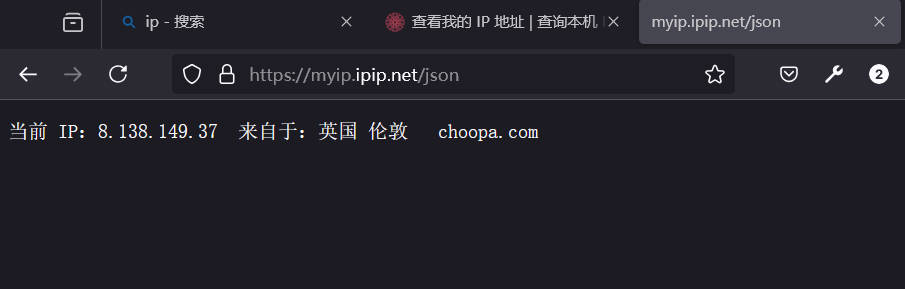 ip - 搜索
查看我的 IP 地址 | 查询本机
myip.ipip.net/json
https://myip.ipip.net/json
2
当前 IP：8.138.149.37 来自于：英国 伦敦 choopa.com